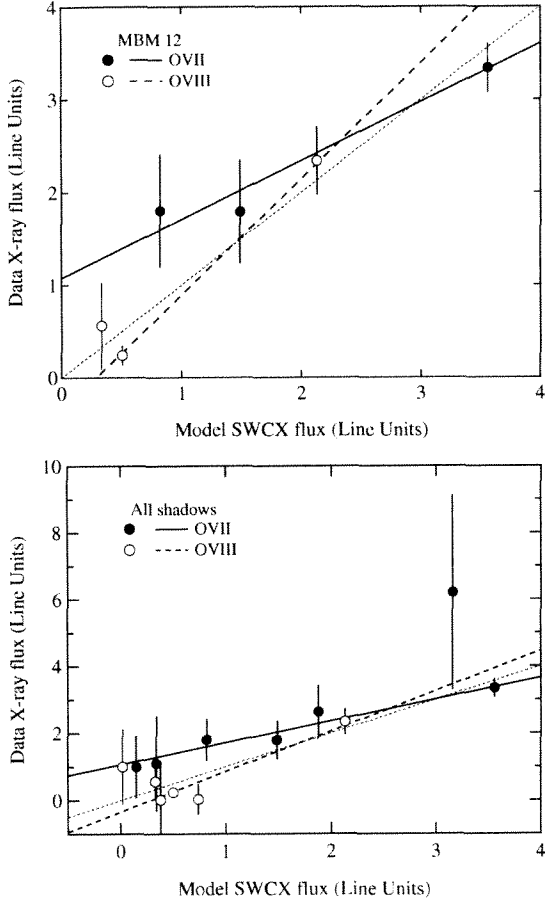 4
3
2
1
0
MBM 12
OVII
OVIII
Data X-ray flux (Line Units)
0 1 2 3 4
Model SWCX flux (Line Units)
10
8
6
4
2
0
All shadows
OVII
OVIII
Data X-ray flux (Line Units)
0 1 2 3 4
Model SWCX flux (Line Units)